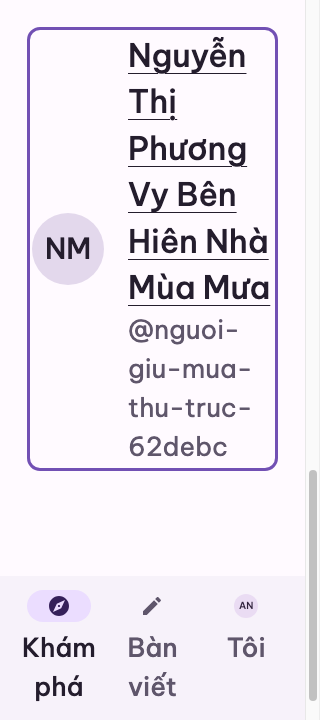 Nguyễn
Thị
Phương
Vy Bên
Hiên Nhà
Mùa Mưa
NM
@nguoi-
giu-mua-
thu-truc-
62debc
AN
Khám
phá
Bàn
viết
Tôi